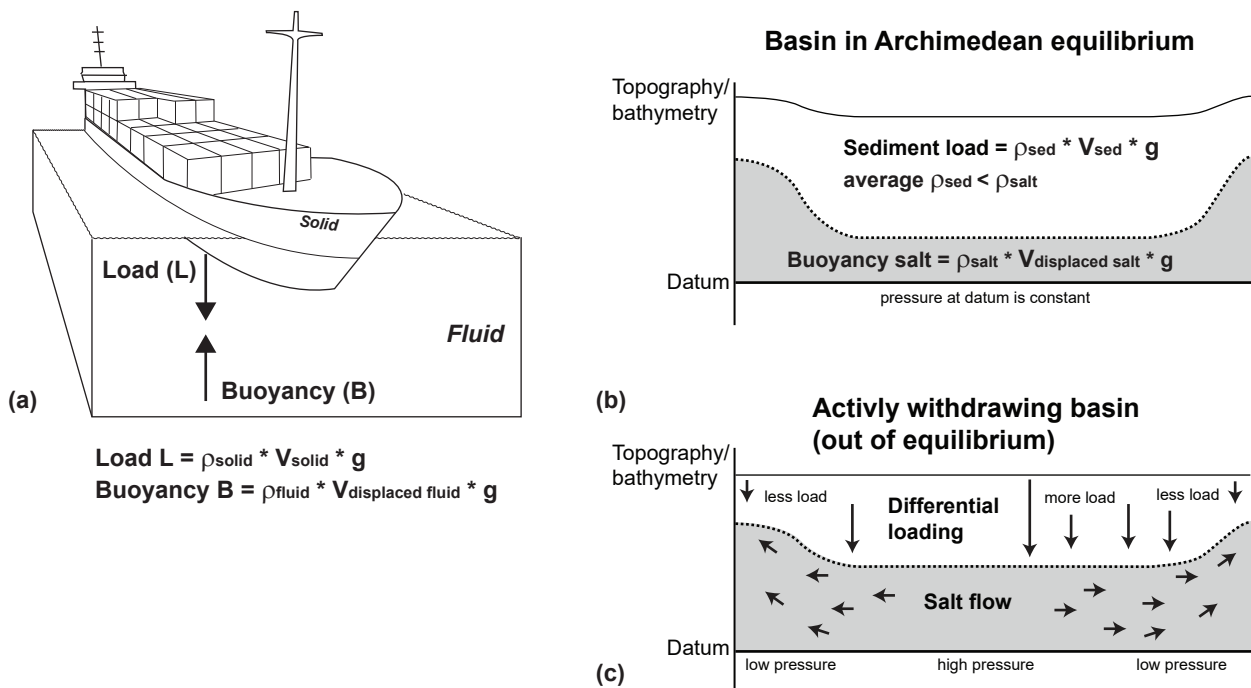 Solid
Load (L)
Fluid
Buoyancy (B)
(a)
Load L = ρsolid * Vsolid * g
Buoyancy B = ρfluid * Vdisplaced fluid * g
Basin in Archimedean equilibrium
Topography/
bathymetry
Sediment load = ρsed * Vsed * g
average ρsed < ρsalt
Buoyancy salt = ρsalt * Vdisplaced salt * g
Datum
pressure at datum is constant
(b)
Activly withdrawing basin
(out of equilibrium)
Topography/
bathymetry
less load
Differential
loading
more load
less load
Salt flow
Datum
low pressure
high pressure
low pressure
(c)